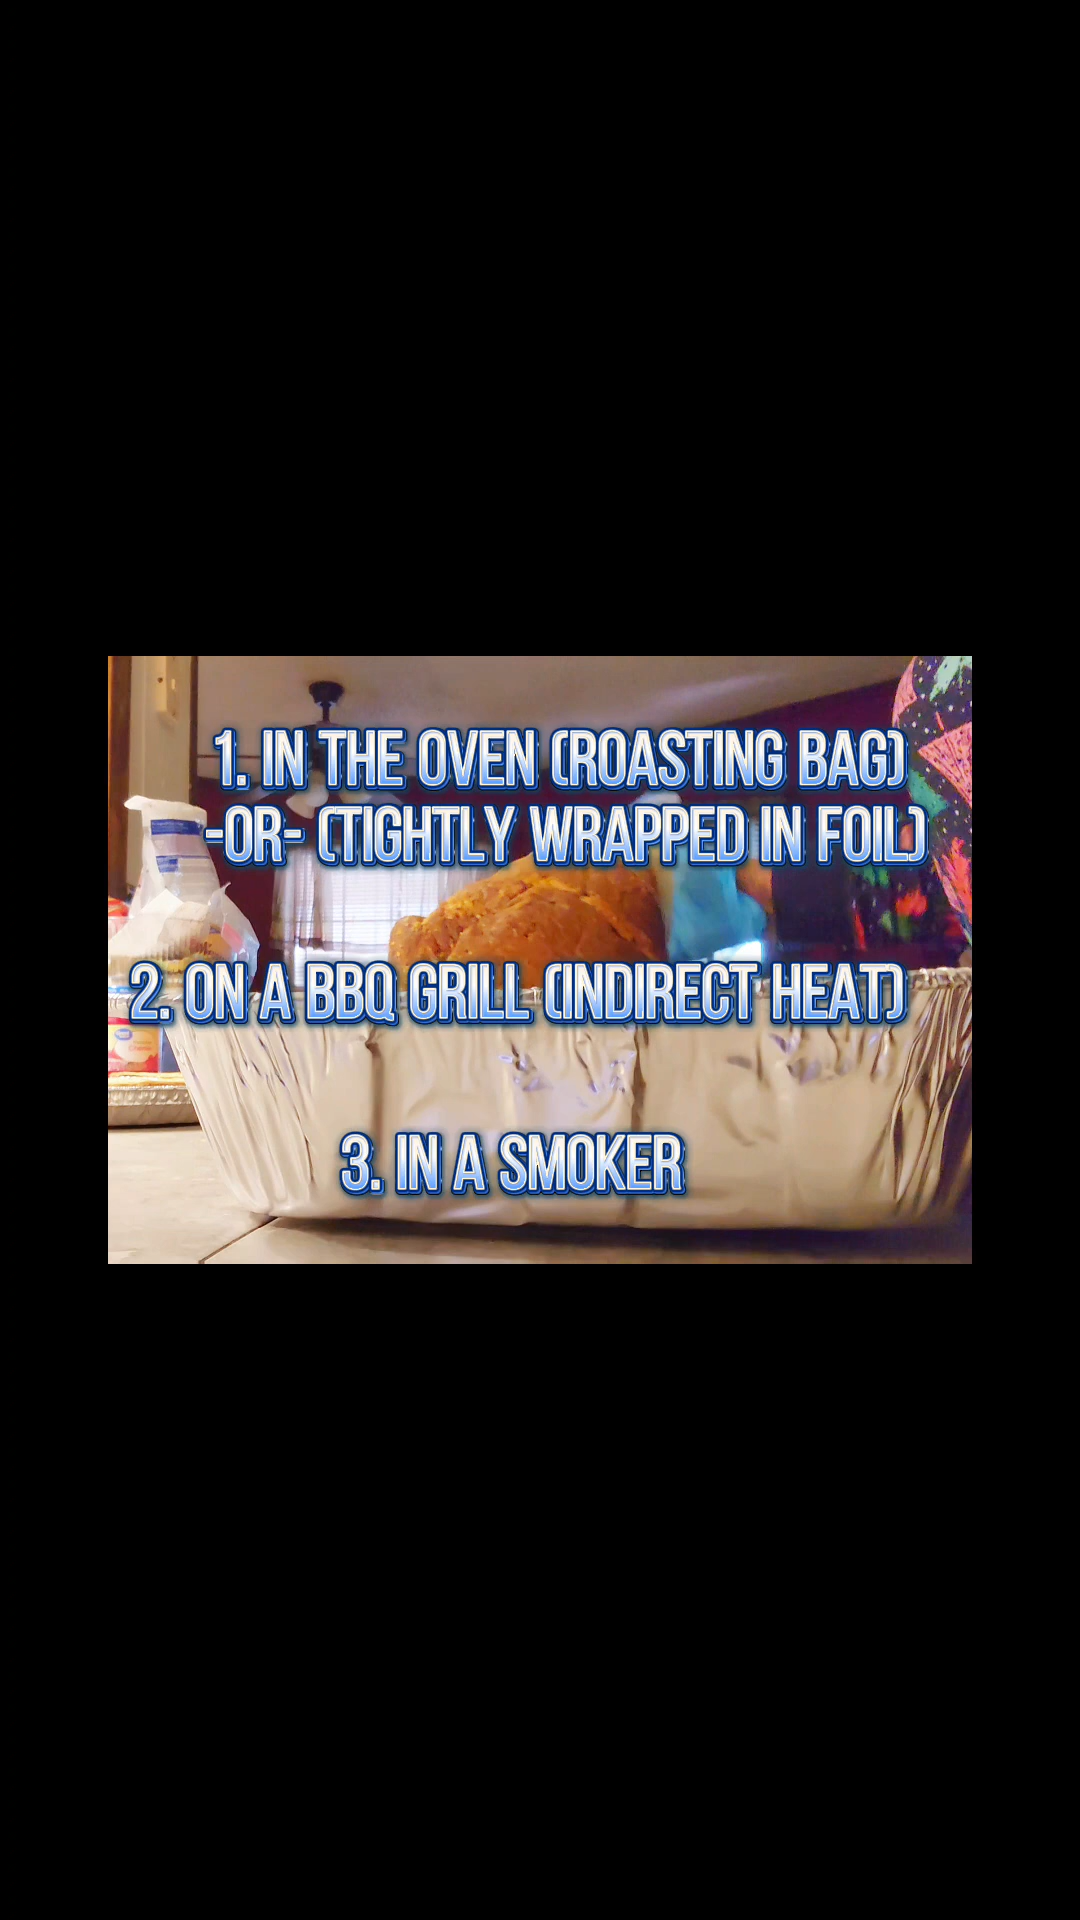 1. IN THE OVEN (ROASTING BAG)
-OR- (TIGHTLY WRAPPED IN FOIL)
2. ON A BBQ GRILL (INDIRECT HEAT)
3. IN A SMOKER